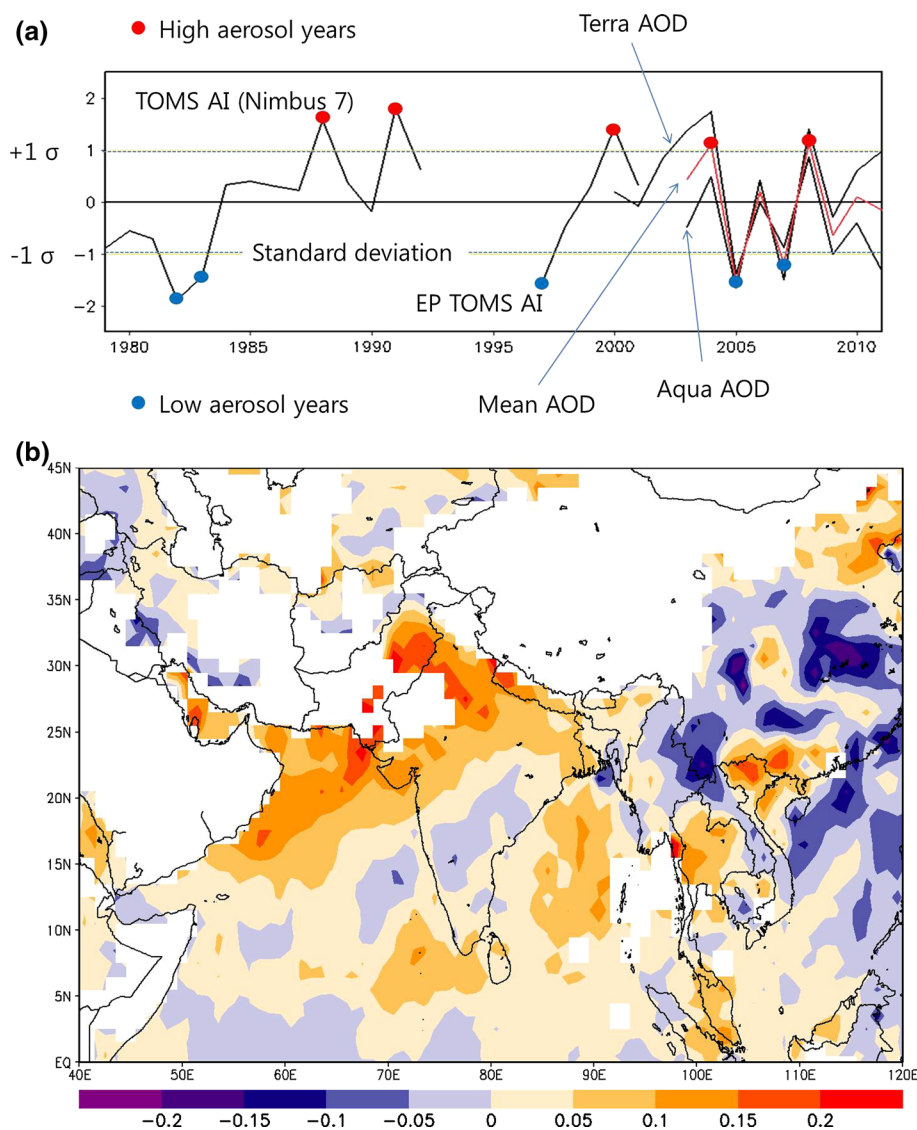 (a)
High aerosol years
Terra AOD
TOMS AI (Nimbus 7)
2
+1 σ 1
0
Standard deviation
-1 σ −1
EP TOMS AI
−2
1980 1985 1990 1995 2000 2005 2010
Low aerosol years
Mean AOD
Aqua AOD
(b)
45N
40N
35N
30N
25N
20N
15N
10N
5N
EQ
40E 50E 60E 70E 80E 90E 100E 110E 120E
−0.2 −0.15 −0.1 −0.05 0 0.05 0.1 0.15 0.2